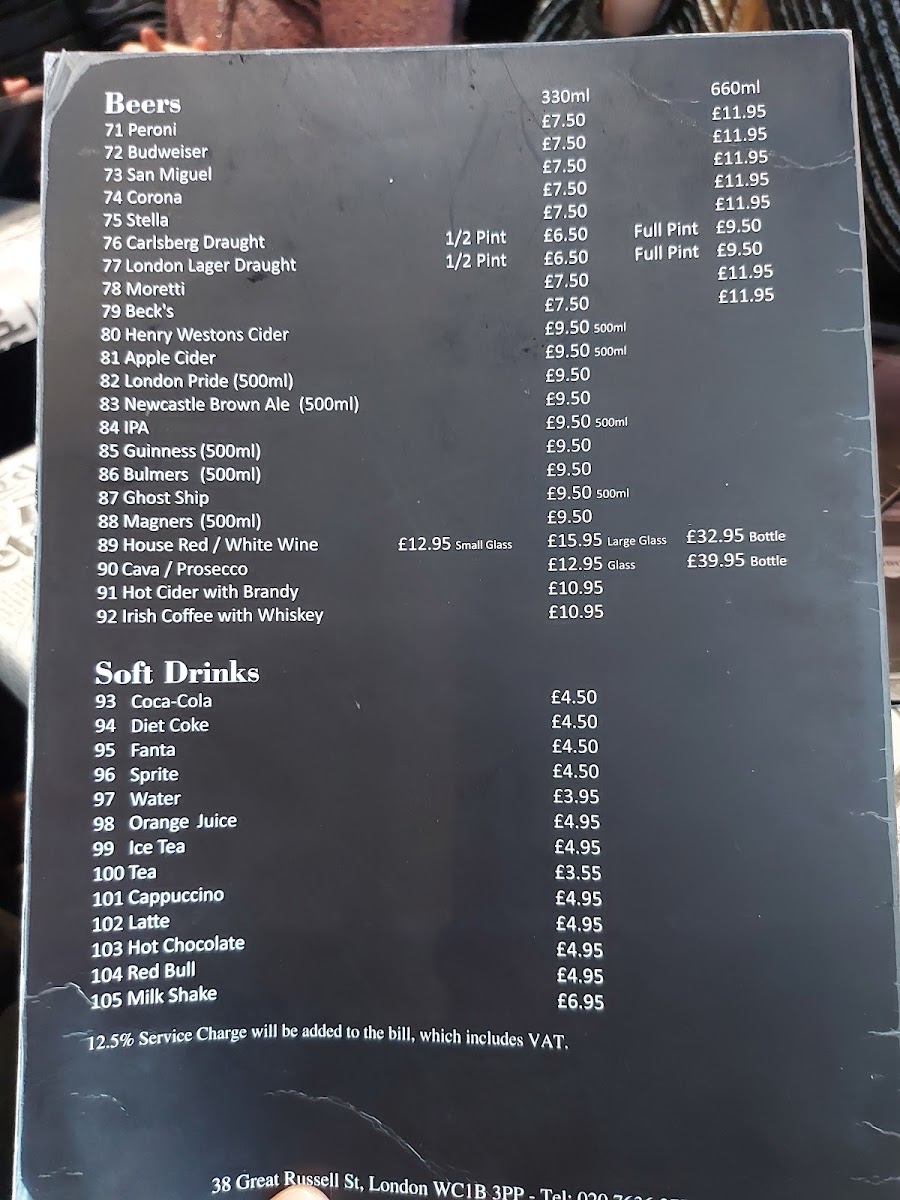 Beers 330ml 660ml
71 Peroni £7.50 £11.95
72 Budweiser £7.50 £11.95
73 San Miguel £7.50 £11.95
74 Corona £7.50 £11.95
75 Stella £7.50 £11.95
76 Carlsberg Draught 1/2 Pint £6.50 Full Pint £9.50
77 London Lager Draught 1/2 Pint £6.50 Full Pint £9.50
78 Moretti £7.50 £11.95
79 Beck's £7.50 £11.95
80 Henry Westons Cider £9.50 500ml
81 Apple Cider £9.50 500ml
82 London Pride (500ml) £9.50
83 Newcastle Brown Ale (500ml) £9.50
84 IPA £9.50 500ml
85 Guinness (500ml) £9.50
86 Bulmers (500ml) £9.50
87 Ghost Ship £9.50 500ml
88 Magners (500ml) £9.50
89 House Red / White Wine £12.95 Small Glass £15.95 Large Glass £32.95 Bottle
90 Cava / Prosecco £12.95 Glass £39.95 Bottle
91 Hot Cider with Brandy £10.95
92 Irish Coffee with Whiskey £10.95
Soft Drinks
93 Coca-Cola £4.50
94 Diet Coke £4.50
95 Fanta £4.50
96 Sprite £4.50
97 Water £3.95
98 Orange Juice £4.95
99 Ice Tea £4.95
100 Tea £3.55
101 Cappuccino £4.95
102 Latte £4.95
103 Hot Chocolate £4.95
104 Red Bull £4.95
105 Milk Shake £6.95
12.5% Service Charge will be added to the bill, which includes VAT.
38 Great Russell St, London WC1B 3PP - Tel: 020